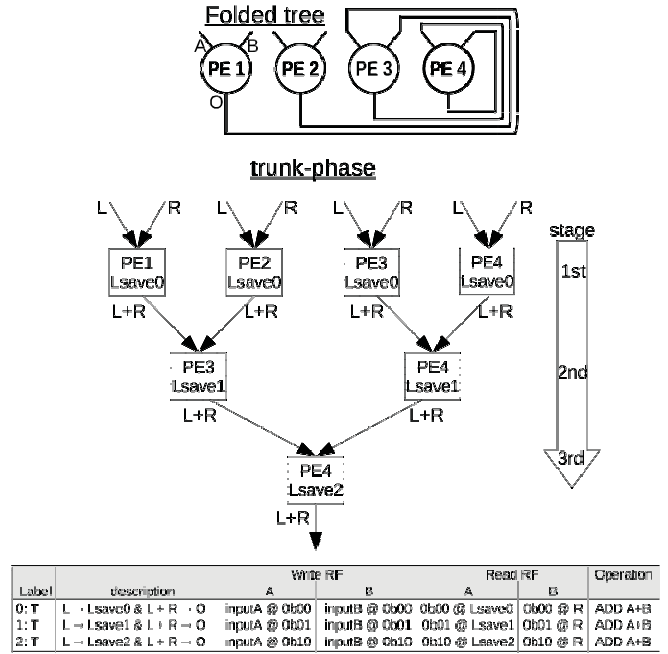 Folded tree
A B
PE 1 PE 2 PE 3 PE 4
O
trunk-phase
L R L R L R L R
stage
PE1 PE2 PE3 PE4
Lsave0 Lsave0 Lsave0 Lsave0
1st
L+R L+R L+R L+R
PE3 PE4
Lsave1 Lsave1
2nd
L+R L+R
PE4
Lsave2
3rd
L+R
Write RF Read RF Operation
Label description A B A B
0: T L → Lsave0 & L + R → O inputA @ 0b00 inputB @ 0b00 0b00 @ Lsave0 0b00 @ R ADD A+B
1: T L → Lsave1 & L + R → O inputA @ 0b01 inputB @ 0b01 0b01 @ Lsave1 0b01 @ R ADD A+B
2: T L → Lsave2 & L + R → O inputA @ 0b10 inputB @ 0b10 0b10 @ Lsave2 0b10 @ R ADD A+B